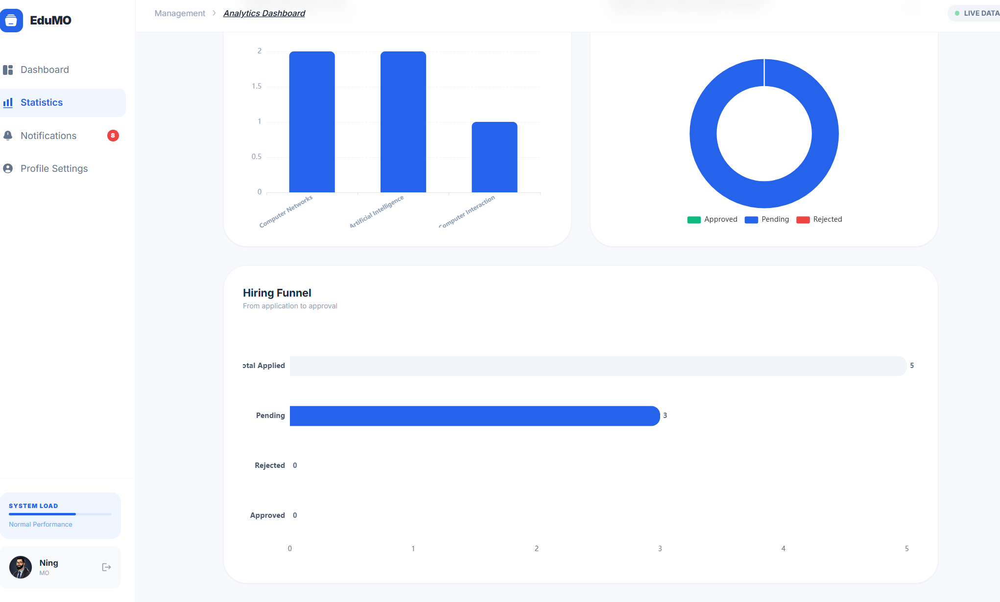 EduMO
Management > Analytics Dashboard
LIVE DATA
Dashboard
Statistics
Notifications 8
Profile Settings
2
1.5
1
0.5
0
Computer Networks
Artificial Intelligence
Computer Interaction
Approved Pending Rejected
Hiring Funnel
From application to approval
otal Applied 5
Pending 3
Rejected 0
Approved 0
0 1 2 3 4 5
SYSTEM LOAD
Normal Performance
Ning
MO